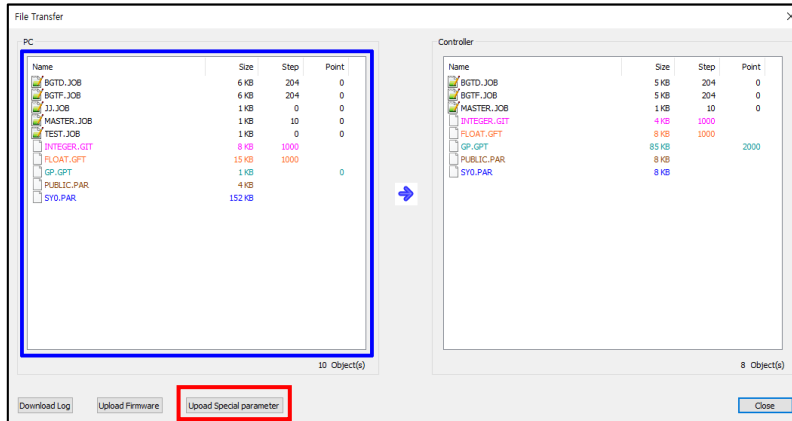 File Transfer
PC
Name Size Step Point
BGTD.JOB 6 KB 204 0
BGTF.JOB 6 KB 204 0
JJ.JOB 1 KB 0 0
MASTER.JOB 1 KB 10 0
TEST.JOB 1 KB 0 0
INTEGER.GIT 8 KB 1000
FLOAT.GFT 15 KB 1000
GP.GPT 1 KB 0
PUBLIC.PAR 4 KB
SY0.PAR 152 KB
10 Object(s)
Controller
Name Size Step Point
BGTD.JOB 5 KB 204 0
BGTF.JOB 5 KB 204 0
MASTER.JOB 1 KB 10 0
INTEGER.GIT 4 KB 1000
FLOAT.GFT 8 KB 1000
GP.GPT 85 KB 2000
PUBLIC.PAR 8 KB
SY0.PAR 8 KB
8 Object(s)
Download Log Upload Firmware Upoad Special parameter Close